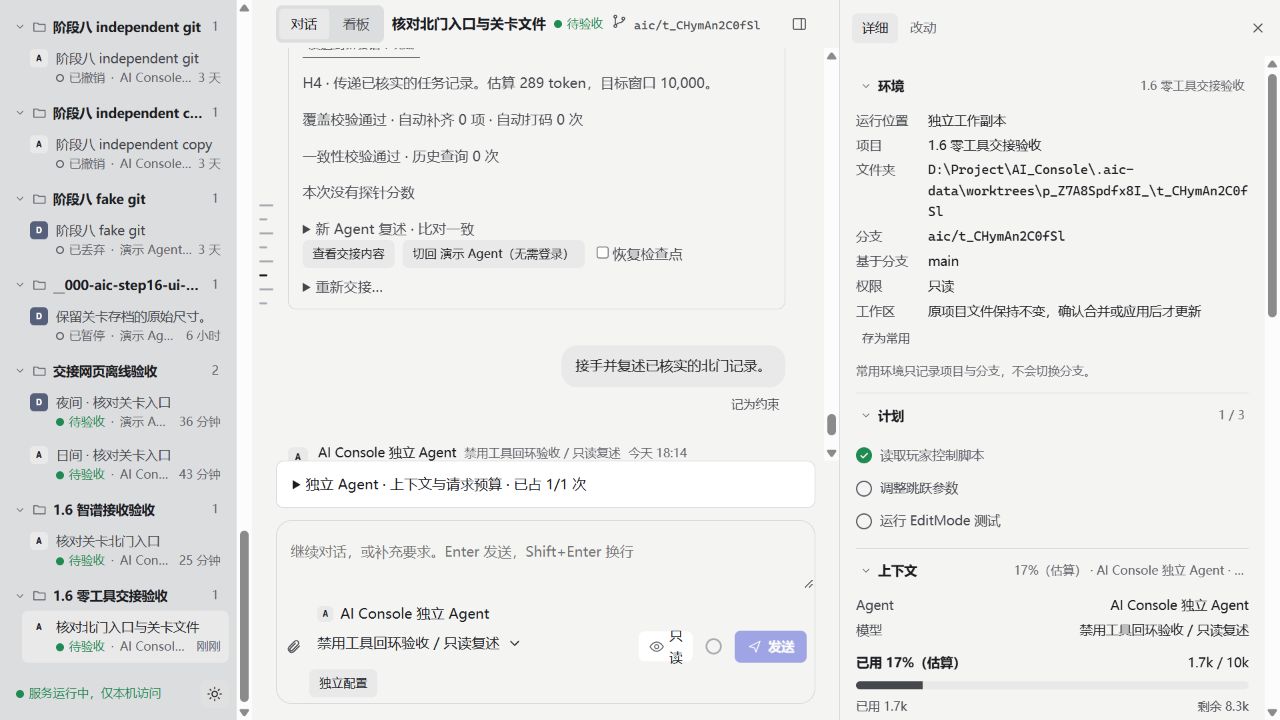 阶段八 independent git 1
A 阶段八 independent git
已撤销 · AI Console... 3 天
阶段八 independent c... 1
A 阶段八 independent copy
已撤销 · AI Console... 3 天
阶段八 fake git 1
D 阶段八 fake git
已丢弃 · 演示 Agent... 3 天
__000-aic-step16-ui-... 1
D 保留关卡存档的原始尺寸。
已暂停 · 演示 Ag... 6 小时
交接网页离线验收 2
D 夜间 · 核对关卡入口
待验收 · 演示 A... 36 分钟
A 日间 · 核对关卡入口
待验收 · AI Con... 43 分钟
1.6 智谱接收验收 1
A 核对关卡北门入口
待验收 · AI Con... 25 分钟
1.6 零工具交接验收 1
A 核对北门入口与关卡文件
待验收 · AI Consol... 刚刚
服务运行中，仅本机访问
对话 看板 核对北门入口与关卡文件 待验收 aic/t_CHymAn2C0fSl
H4 · 传递已核实的任务记录。估算 289 token，目标窗口 10,000。
覆盖校验通过 · 自动补齐 0 项 · 自动打码 0 次
一致性校验通过 · 历史查询 0 次
本次没有探针分数
新 Agent 复述 · 比对一致
查看交接内容 切回 演示 Agent（无需登录） 恢复检查点
重新交接...
接手并复述已核实的北门记录。
记为约束
A AI Console 独立 Agent 禁用工具回环验收 / 只读复述 今天 18:14
独立 Agent · 上下文与请求预算 · 已占 1/1 次
继续对话，或补充要求。Enter 发送，Shift+Enter 换行
A AI Console 独立 Agent
禁用工具回环验收 / 只读复述
只读
发送
独立配置
详细 改动
环境 1.6 零工具交接验收
运行位置 独立工作副本
项目 1.6 零工具交接验收
文件夹 D:\Project\AI_Console\.aic-
data\worktrees\p_Z7A8Spdfx8I_\t_CHymAn2C0f
Sl
分支 aic/t_CHymAn2C0fSl
基于分支 main
权限 只读
工作区 原项目文件保持不变，确认合并或应用后才更新
存为常用
常用环境只记录项目与分支，不会切换分支。
计划 1 / 3
读取玩家控制脚本
调整跳跃参数
运行 EditMode 测试
上下文 17%（估算） · AI Console 独立 Agent · ...
Agent AI Console 独立 Agent
模型 禁用工具回环验收 / 只读复述
已用 17%（估算） 1.7k / 10k
已用 1.7k 剩余 8.3k